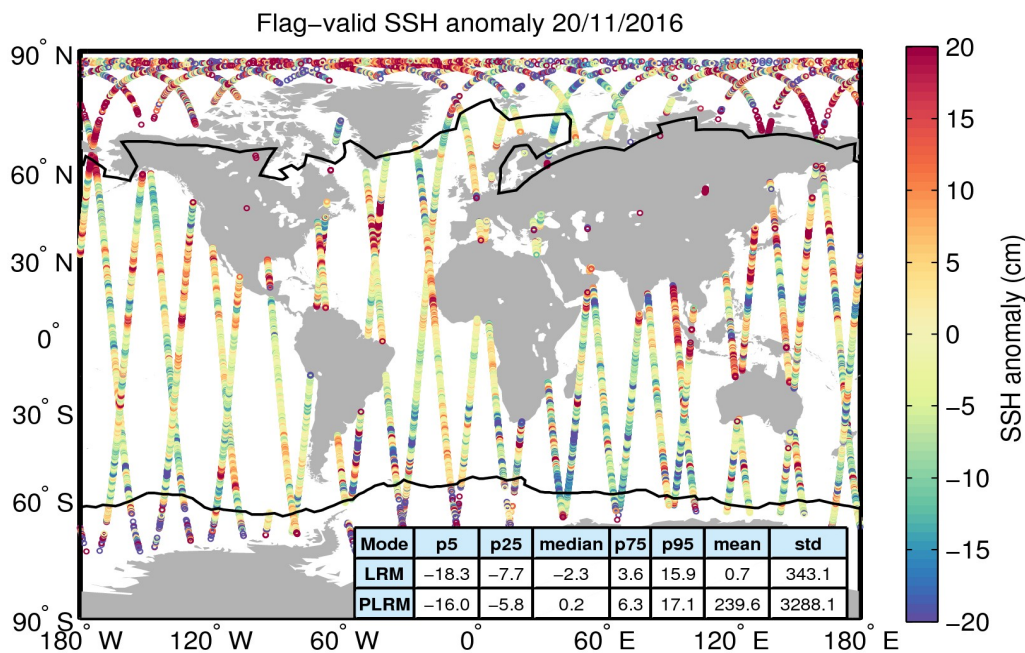 Flag−valid SSH anomaly 20/11/2016
90° N
60° N
30° N
0°
30° S
60° S
90° S
180° W
120° W
60° W
0°
60° E
120° E
180° E
Mode p5 p25 median p75 p95 mean std
LRM −18.3 −7.7 −2.3 3.6 15.9 0.7 343.1
PLRM −16.0 −5.8 0.2 6.3 17.1 239.6 3288.1
20
15
10
5
0
−5
−10
−15
−20
SSH anomaly (cm)